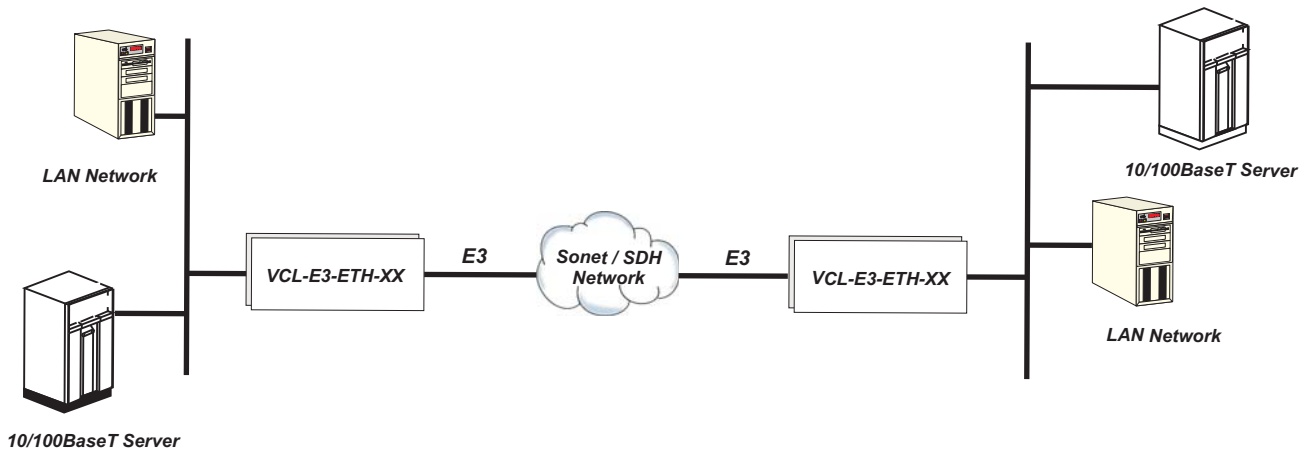 LAN Network
10/100BaseT Server
VCL-E3-ETH-XX
E3
Sonet / SDH
Network
E3
VCL-E3-ETH-XX
10/100BaseT Server
LAN Network